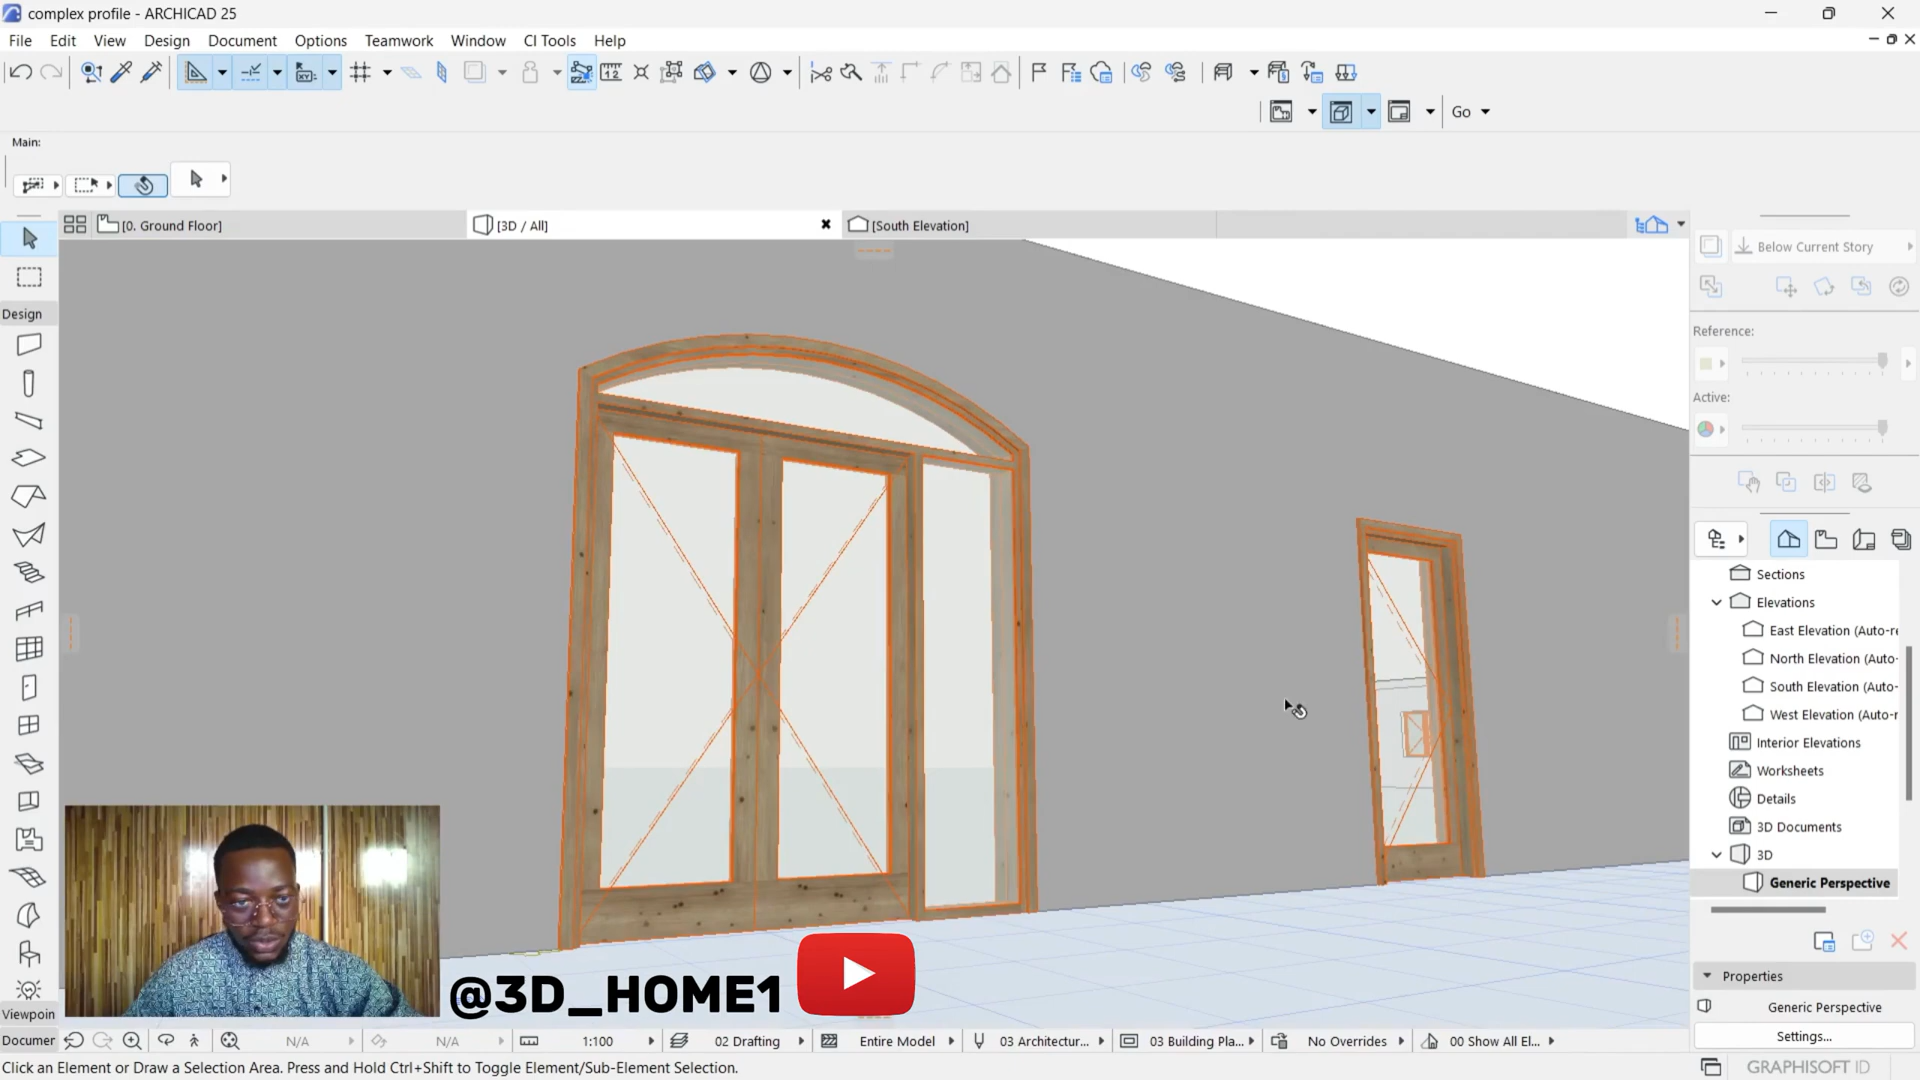 complex profile - ARCHICAD 25
File Edit View Design Document Options Teamwork Window CI Tools Help
Go
Main:
[0. Ground Floor] [3D / All] [South Elevation]
Below Current Story
Reference:
Active:
Design
Sections
Elevations
East Elevation (Auto-re
North Elevation (Auto-
South Elevation (Auto-
West Elevation (Auto-r
Interior Elevations
Worksheets
Details
3D Documents
3D
Generic Perspective
Properties
Generic Perspective
Settings...
@3D_HOME1
Viewpoin
Documer
N/A N/A 1:100 02 Drafting Entire Model 03 Architectur... 03 Building Pla... No Overrides 00 Show All El...
Click an Element or Draw a Selection Area. Press and Hold Ctrl+Shift to Toggle Element/Sub-Element Selection.
GRAPHISOFT ID